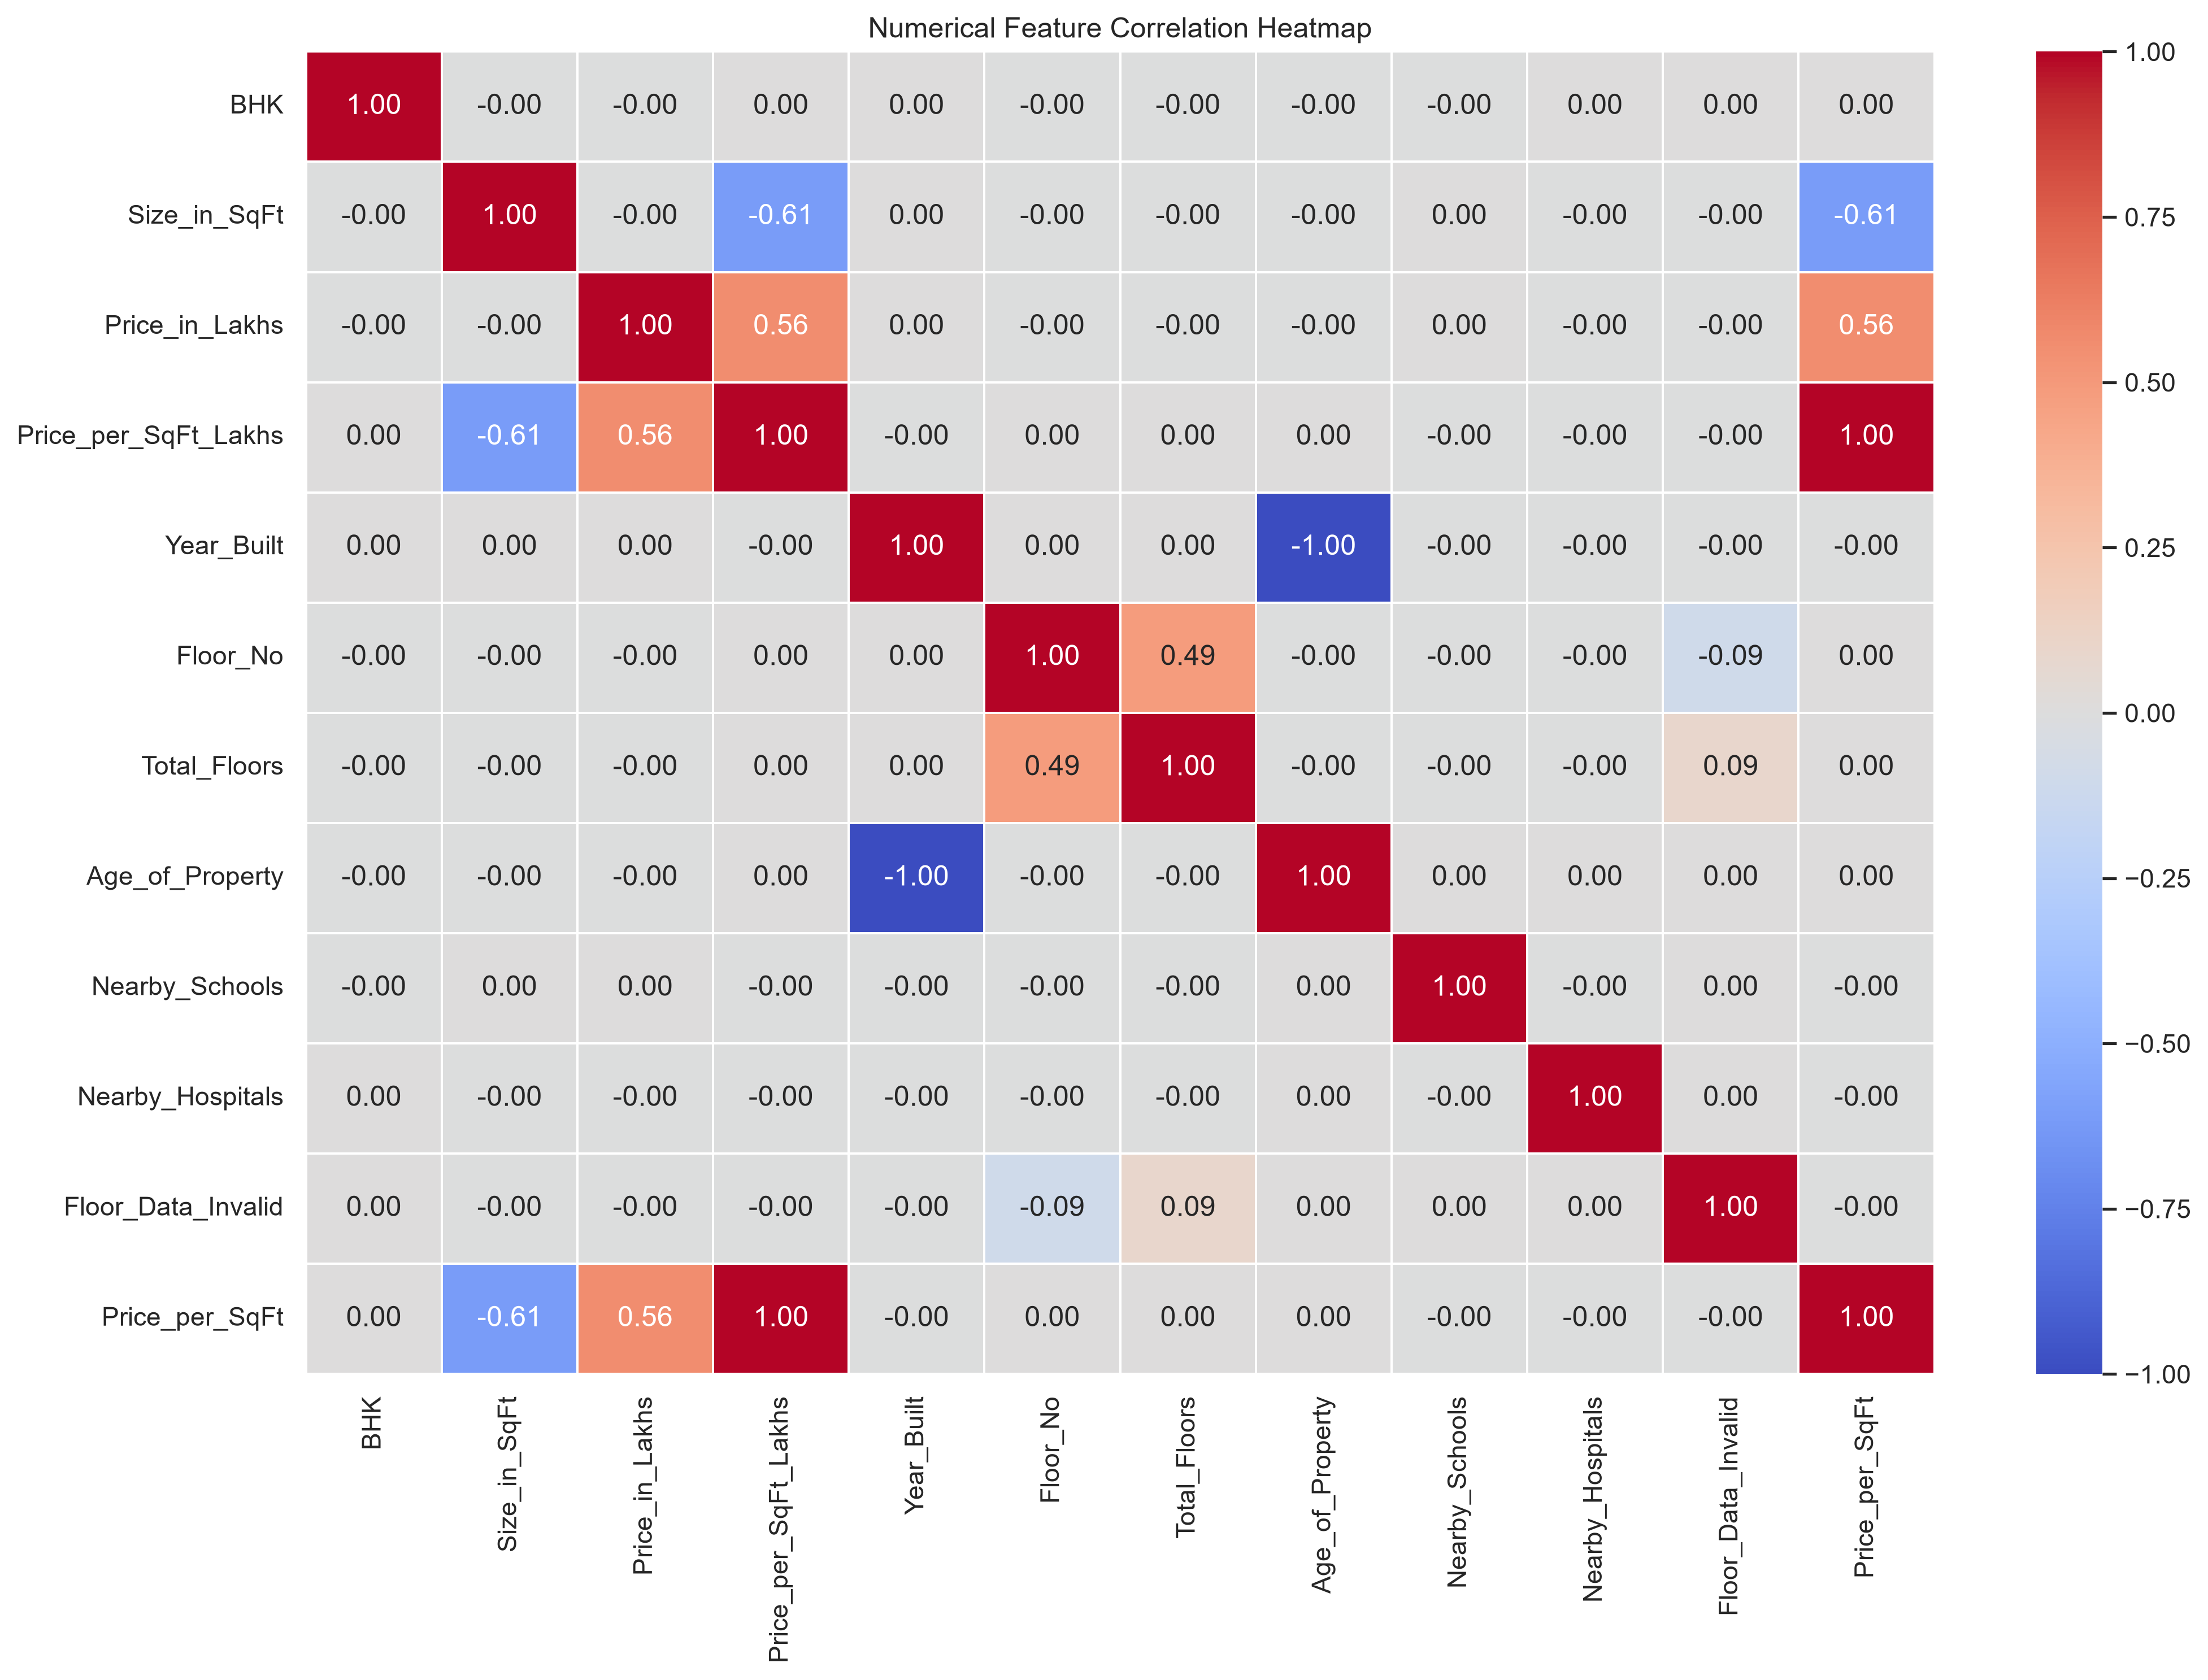 Numerical Feature Correlation Heatmap
BHK 1.00 -0.00 -0.00 0.00 0.00 -0.00 -0.00 -0.00 -0.00 0.00 0.00 0.00
Size_in_SqFt -0.00 1.00 -0.00 -0.61 0.00 -0.00 -0.00 -0.00 0.00 -0.00 -0.00 -0.61
Price_in_Lakhs -0.00 -0.00 1.00 0.56 0.00 -0.00 -0.00 -0.00 0.00 -0.00 -0.00 0.56
Price_per_SqFt_Lakhs 0.00 -0.61 0.56 1.00 -0.00 0.00 0.00 0.00 -0.00 -0.00 -0.00 1.00
Year_Built 0.00 0.00 0.00 -0.00 1.00 0.00 0.00 -1.00 -0.00 -0.00 -0.00 -0.00
Floor_No -0.00 -0.00 -0.00 0.00 0.00 1.00 0.49 -0.00 -0.00 -0.00 -0.09 0.00
Total_Floors -0.00 -0.00 -0.00 0.00 0.00 0.49 1.00 -0.00 -0.00 -0.00 0.09 0.00
Age_of_Property -0.00 -0.00 -0.00 0.00 -1.00 -0.00 -0.00 1.00 0.00 0.00 0.00 0.00
Nearby_Schools -0.00 0.00 0.00 -0.00 -0.00 -0.00 -0.00 0.00 1.00 -0.00 0.00 -0.00
Nearby_Hospitals 0.00 -0.00 -0.00 -0.00 -0.00 -0.00 -0.00 0.00 -0.00 1.00 0.00 -0.00
Floor_Data_Invalid 0.00 -0.00 -0.00 -0.00 -0.00 -0.09 0.09 0.00 0.00 0.00 1.00 -0.00
Price_per_SqFt 0.00 -0.61 0.56 1.00 -0.00 0.00 0.00 0.00 -0.00 -0.00 -0.00 1.00
BHK
Size_in_SqFt
Price_in_Lakhs
Price_per_SqFt_Lakhs
Year_Built
Floor_No
Total_Floors
Age_of_Property
Nearby_Schools
Nearby_Hospitals
Floor_Data_Invalid
Price_per_SqFt
1.00
0.75
0.50
0.25
0.00
−0.25
−0.50
−0.75
−1.00